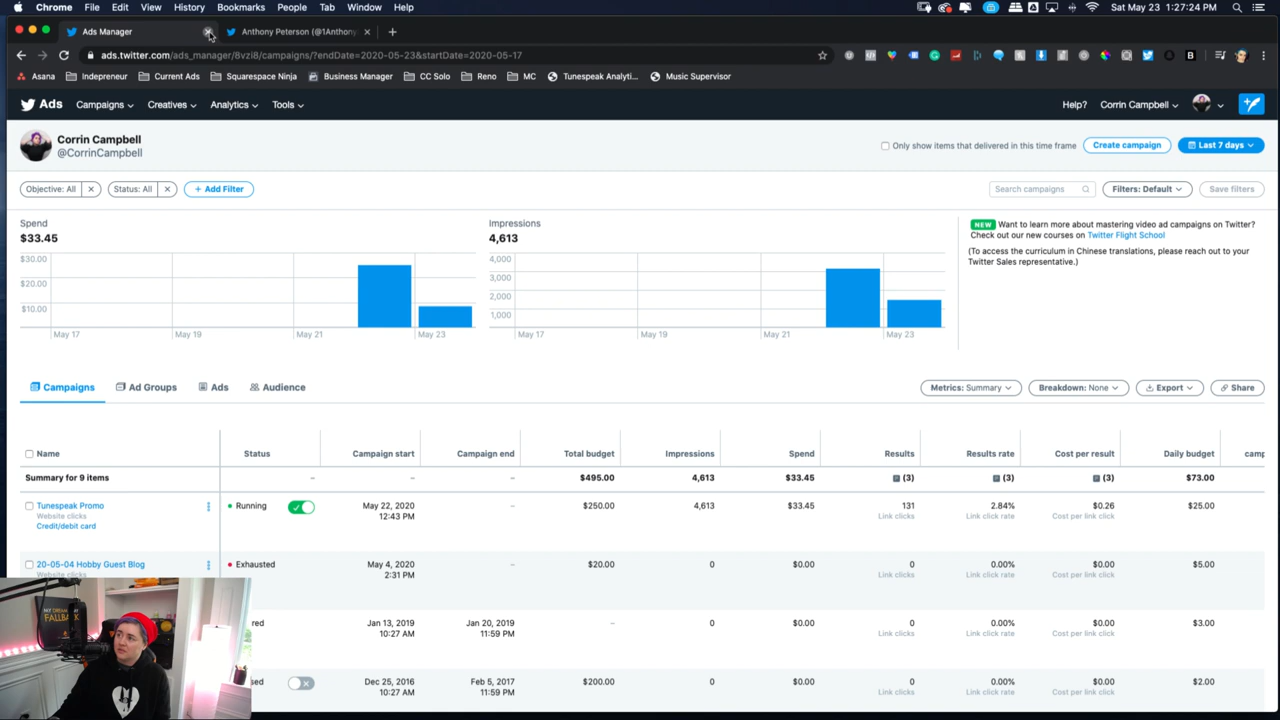 Chrome File Edit View History Bookmarks People Tab Window Help Sat May 23 1:27:24 PM
Ads Manager Anthony Peterson (@1Anthony
ads.twitter.com/ads_manager/8vzi8/campaigns/?endDate=2020-05-23&startDate=2020-05-17
Asana Indepreneur Current Ads Squarespace Ninja Business Manager CC Solo Reno MC Tunespeak Analyti... Music Supervisor
Ads Campaigns Creatives Analytics Tools Help? Corrin Campbell
Corrin Campbell
@CorrinCampbell
Only show items that delivered in this time frame Create campaign Last 7 days
Objective: All Status: All + Add Filter Search campaigns Filters: Default Save filters
Spend
$33.45
$30.00
$20.00
$10.00
May 17 May 19 May 21 May 23
Impressions
4,613
4,000
3,000
2,000
1,000
May 17 May 19 May 21 May 23
NEW Want to learn more about mastering video ad campaigns on Twitter?
Check out our new courses on Twitter Flight School
(To access the curriculum in Chinese translations, please reach out to your
Twitter Sales representative.)
Campaigns Ad Groups Ads Audience Metrics: Summary Breakdown: None Export Share
Name Status Campaign start Campaign end Total budget Impressions Spend Results Results rate Cost per result Daily budget camp
Summary for 9 items – – – $495.00 4,613 $33.45 (3) (3) (3) $73.00
Tunespeak Promo Running May 22, 2020 – $250.00 4,613 $33.45 131 2.84% $0.26 $25.00
Website clicks 12:43 PM Link clicks Link click rate Cost per link click
Credit/debit card
20-05-04 Hobby Guest Blog Exhausted May 4, 2020 – $20.00 0 $0.00 0 0.00% $0.00 $5.00
Website clicks 2:31 PM Link clicks Link click rate Cost per link click
red Jan 13, 2019 Jan 20, 2019 – 0 $0.00 0 0.00% $0.00 $3.00
10:27 AM 11:59 PM Link clicks Link click rate Cost per link click
sed Dec 25, 2016 Feb 5, 2017 $200.00 0 $0.00 0 0.00% $0.00 $2.00
10:27 AM 11:59 PM Link clicks Link click rate Cost per link click
FALLBACK